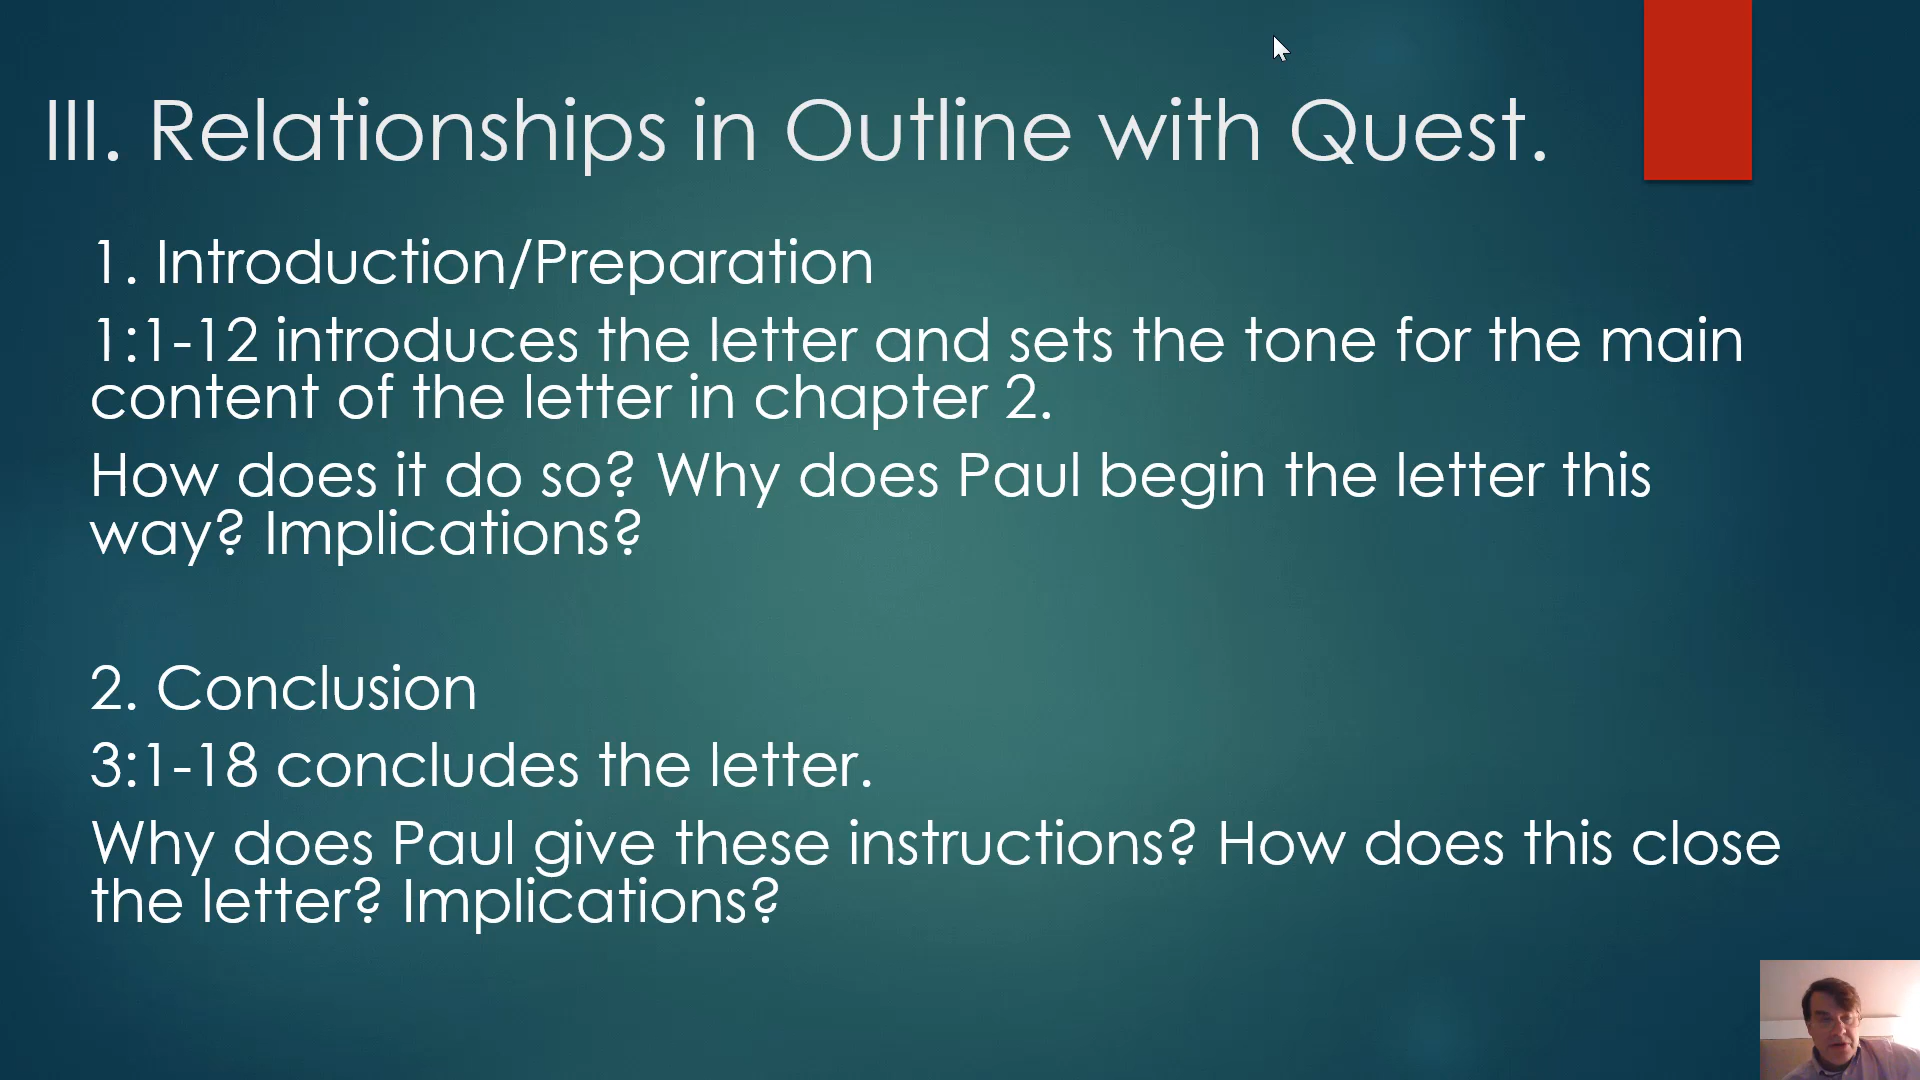 III. Relationships in Outline with Quest.
1. Introduction/Preparation
1:1-12 introduces the letter and sets the tone for the main
content of the letter in chapter 2.
How does it do so? Why does Paul begin the letter this
way? Implications?
2. Conclusion
3:1-18 concludes the letter.
Why does Paul give these instructions? How does this close
the letter? Implications?